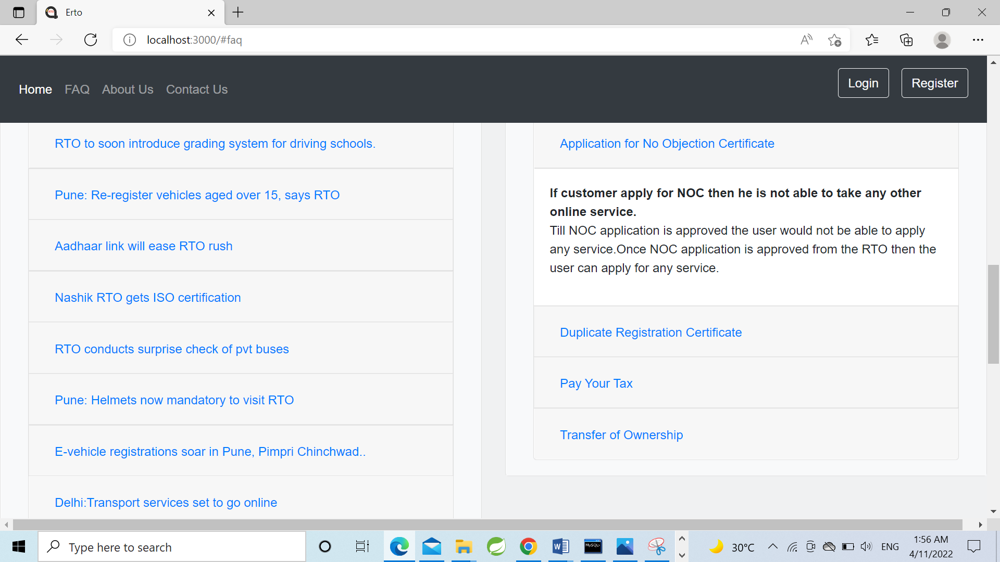 Erto
localhost:3000/#faq
Home FAQ About Us Contact Us
Login Register
RTO to soon introduce grading system for driving schools.
Pune: Re-register vehicles aged over 15, says RTO
Aadhaar link will ease RTO rush
Nashik RTO gets ISO certification
RTO conducts surprise check of pvt buses
Pune: Helmets now mandatory to visit RTO
E-vehicle registrations soar in Pune, Pimpri Chinchwad..
Delhi:Transport services set to go online
Application for No Objection Certificate
If customer apply for NOC then he is not able to take any other
online service.
Till NOC application is approved the user would not be able to apply
any service.Once NOC application is approved from the RTO then the
user can apply for any service.
Duplicate Registration Certificate
Pay Your Tax
Transfer of Ownership
Type here to search
MySQL
30°C
ENG
1:56 AM
4/11/2022